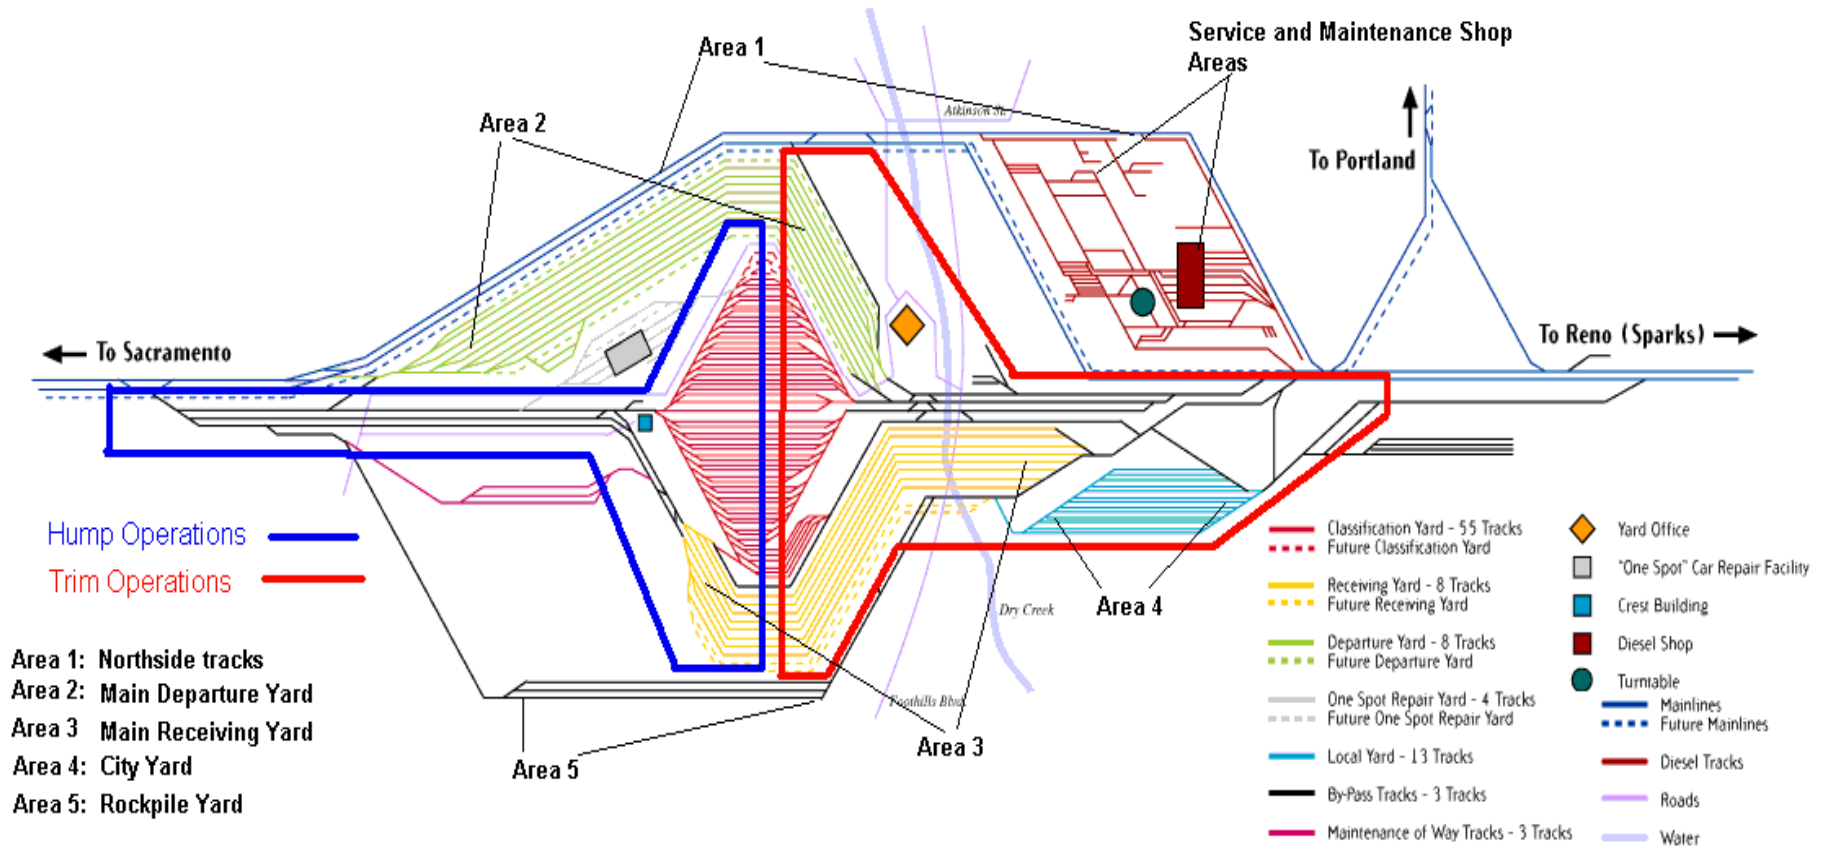 Area 1
Service and Maintenance Shop
Areas
Area 2
Atkinson St.
To Portland
To Sacramento
To Reno (Sparks)
Hump Operations
Trim Operations
Area 1: Northside tracks
Area 2: Main Departure Yard
Area 3 Main Receiving Yard
Area 4: City Yard
Area 5: Rockpile Yard
Area 4
Dry Creek
Foothills Blvd.
Area 3
Area 5
Classification Yard - 55 Tracks
Future Classification Yard
Receiving Yard - 8 Tracks
Future Receiving Yard
Departure Yard - 8 Tracks
Future Departure Yard
One Spot Repair Yard - 4 Tracks
Future One Spot Repair Yard
Local Yard - 13 Tracks
By-Pass Tracks - 3 Tracks
Maintenance of Way Tracks - 3 Tracks
Yard Office
"One Spot" Car Repair Facility
Crest Building
Diesel Shop
Turntable
Mainlines
Future Mainlines
Diesel Tracks
Roads
Water